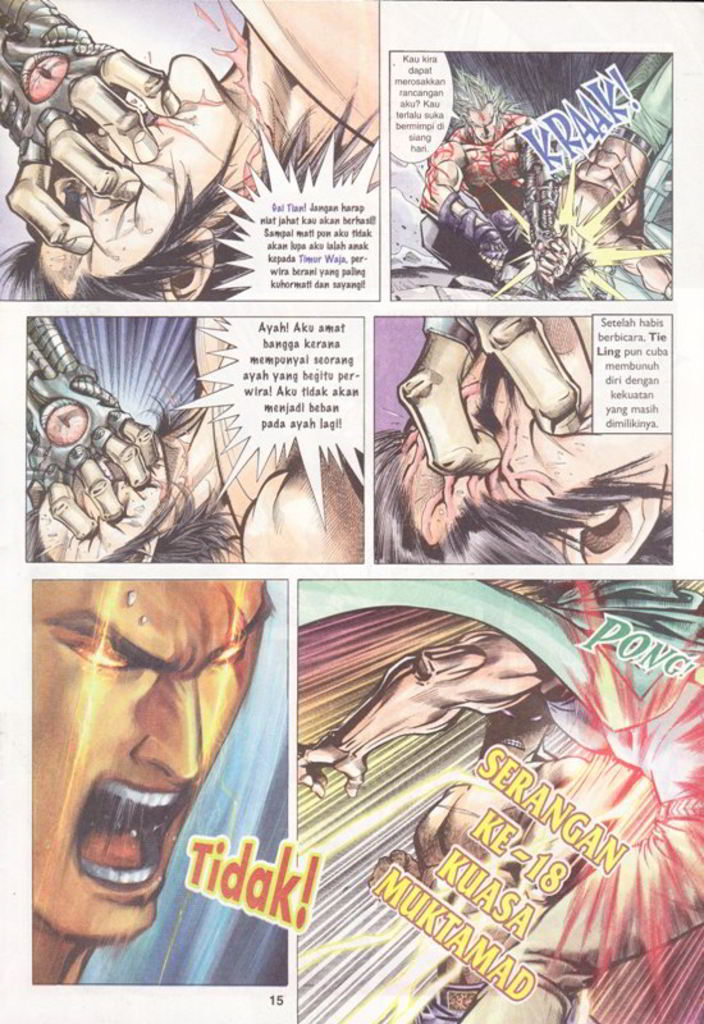 Dai Tian! Jangan harap
niat jahat kau akan berhasil!
Sampai mati pun aku tidak
akan lupa aku ialah anak
kepada Timur Waja, per-
wira berani yang paling
kuhormati dan sayangi!
Kau kira
dapat
merosakkan
rancangan
aku? Kau
terlalu suka
bermimpi di
siang
hari.
KRAAK!
Ayah! Aku amat
bangga kerana
mempunyai seorang
ayah yang begitu per-
wira! Aku tidak akan
menjadi beban
pada ayah lagi!
Setelah habis
berbicara, Tie
Ling pun cuba
membunuh
diri dengan
kekuatan
yang masih
dimilikinya.
Tidak!
PONG!
SERANGAN
KE-18
KUASA
MUKTAMAD
15